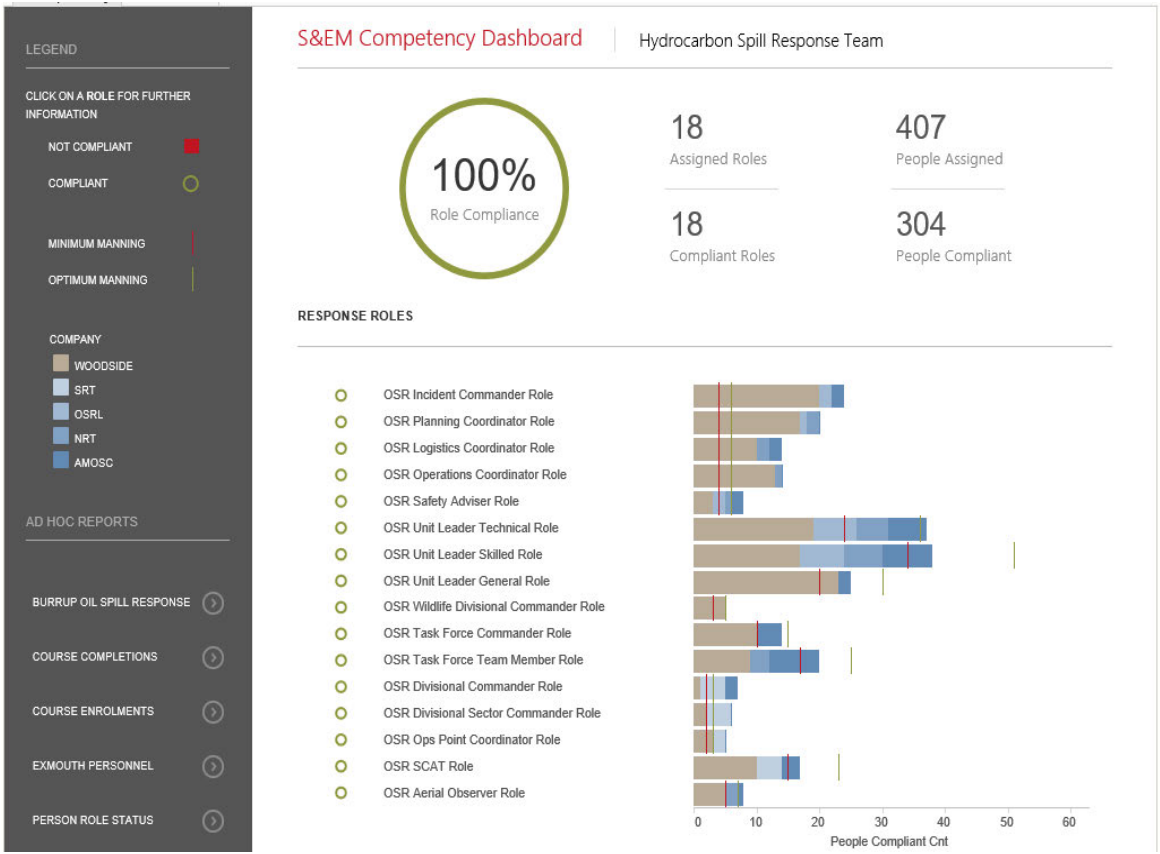 LEGEND
CLICK ON A ROLE FOR FURTHER
INFORMATION
NOT COMPLIANT
COMPLIANT
MINIMUM MANNING
OPTIMUM MANNING
COMPANY
WOODSIDE
SRT
OSRL
NRT
AMOSC
AD HOC REPORTS
BURRUP OIL SPILL RESPONSE
COURSE COMPLETIONS
COURSE ENROLMENTS
EXMOUTH PERSONNEL
PERSON ROLE STATUS
S&EM Competency Dashboard
Hydrocarbon Spill Response Team
100%
Role Compliance
18
Assigned Roles
407
People Assigned
18
Compliant Roles
304
People Compliant
RESPONSE ROLES
OSR Incident Commander Role
OSR Planning Coordinator Role
OSR Logistics Coordinator Role
OSR Operations Coordinator Role
OSR Safety Adviser Role
OSR Unit Leader Technical Role
OSR Unit Leader Skilled Role
OSR Unit Leader General Role
OSR Wildlife Divisional Commander Role
OSR Task Force Commander Role
OSR Task Force Team Member Role
OSR Divisional Commander Role
OSR Divisional Sector Commander Role
OSR Ops Point Coordinator Role
OSR SCAT Role
OSR Aerial Observer Role
0 10 20 30 40 50 60
People Compliant Cnt